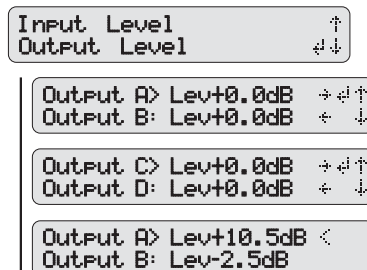 Input Level ↑
Output Level ↲↓
Output A> Lev+0.0dB →↲↑
Output B: Lev+0.0dB ← ↓
Output C> Lev+0.0dB →↲↑
Output D: Lev+0.0dB ← ↓
Output A> Lev+10.5dB <
Output B: Lev-2.5dB